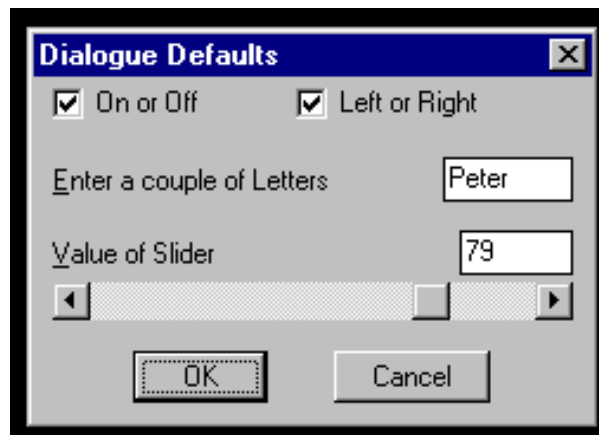 Dialogue Defaults
On or Off Left or Right
Enter a couple of Letters Peter
Value of Slider 79
OK Cancel